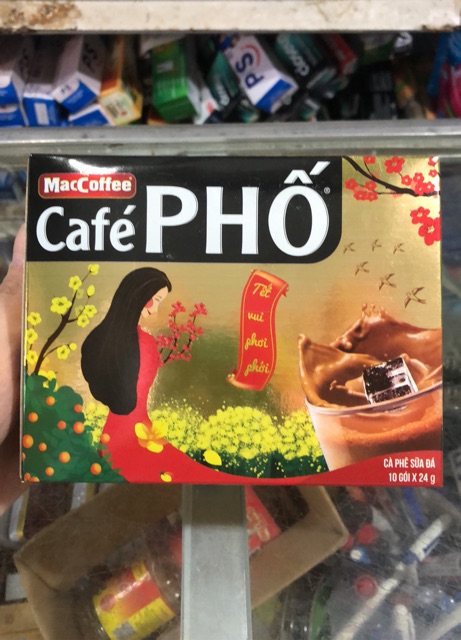 P/S
MacCoffee
Café PHỐ®
Tết
vui
phơi
phới
CÀ PHÊ SỮA ĐÁ
10 GÓI X 24 g